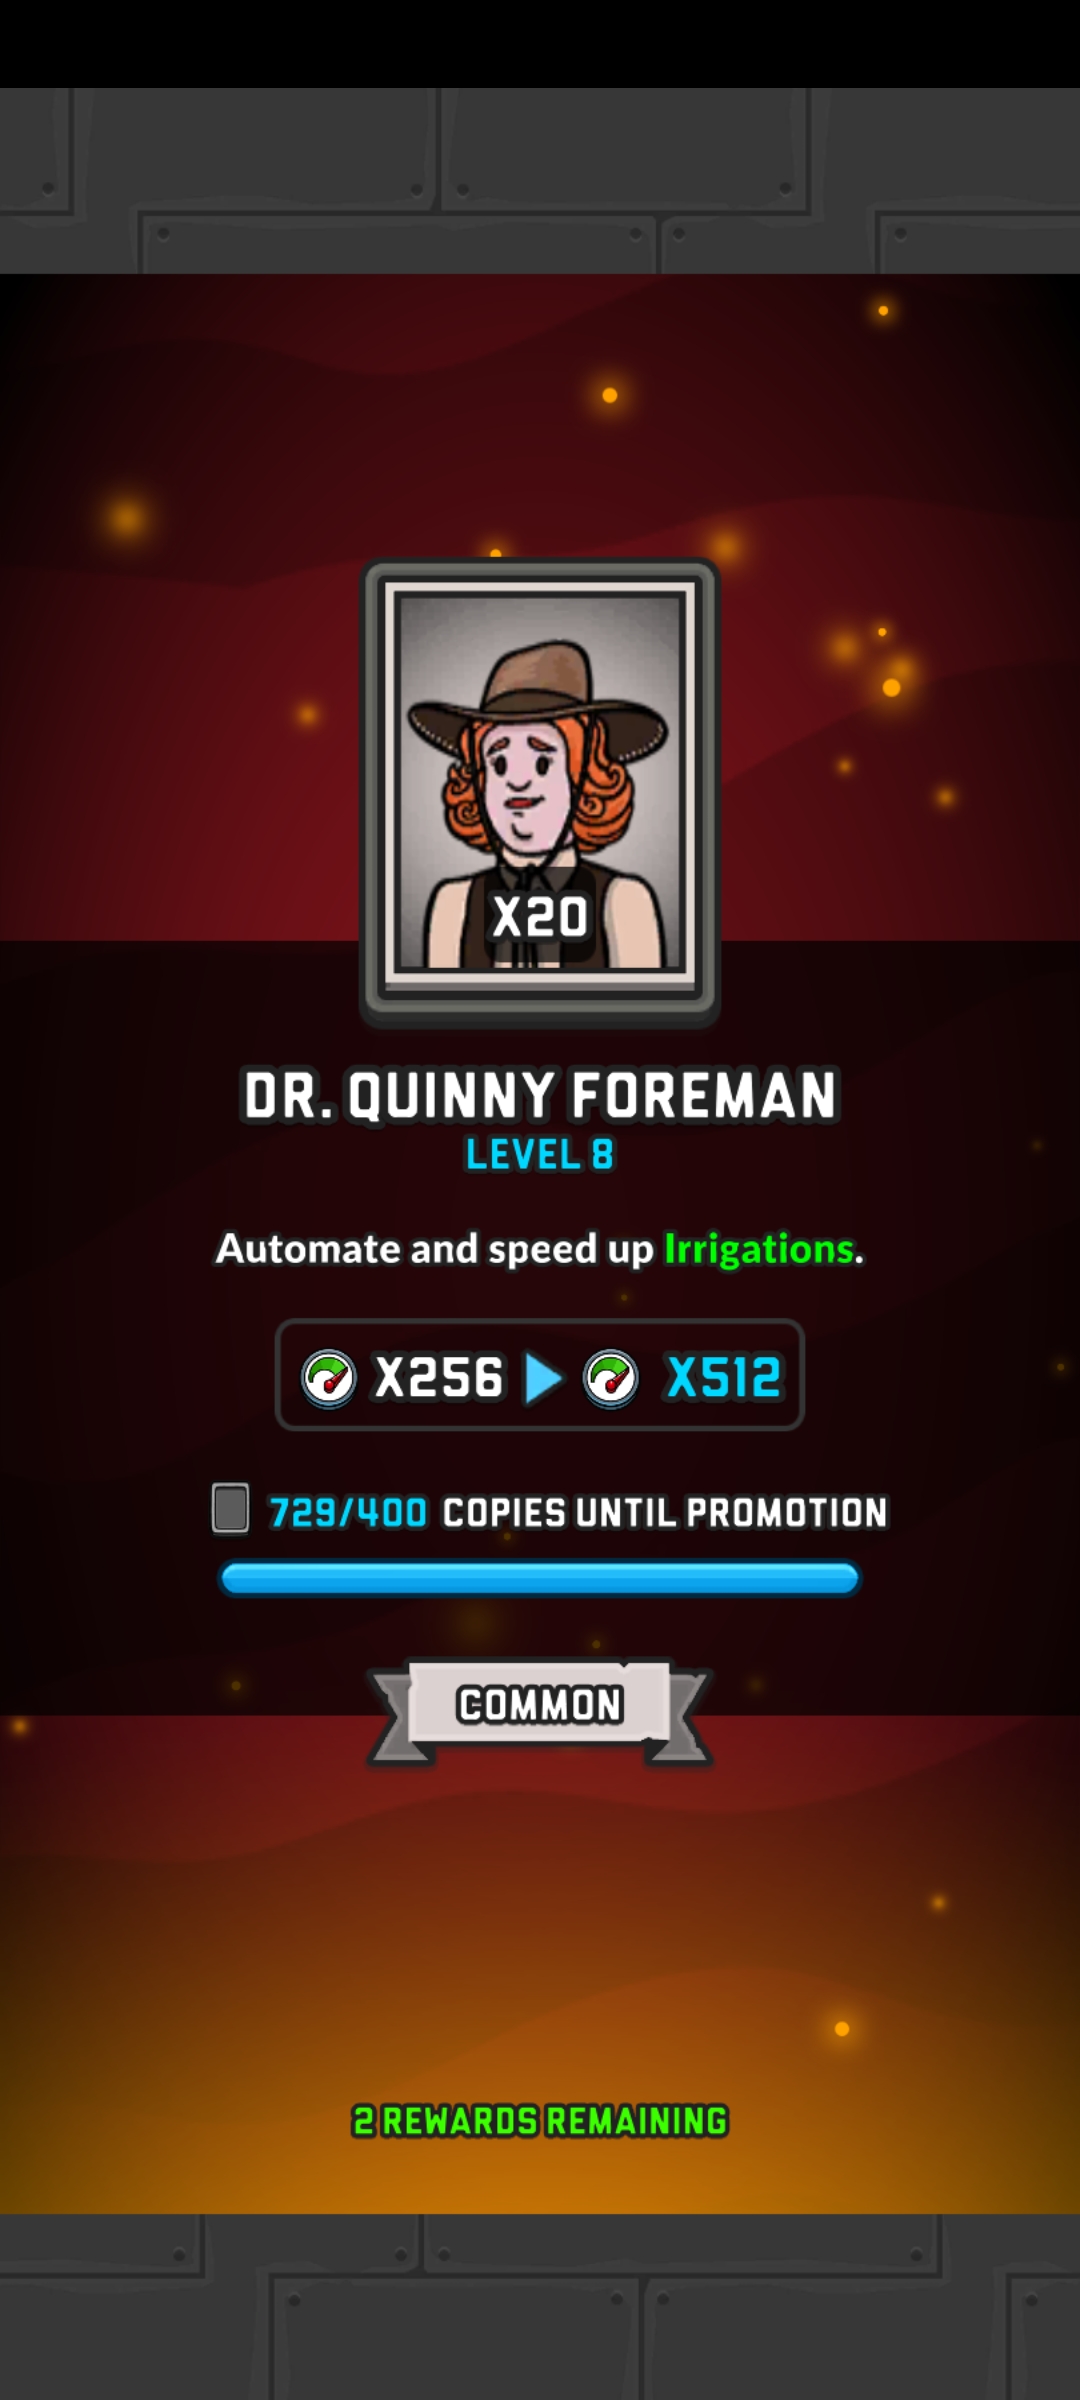 X20
DR. QUINNY FOREMAN
LEVEL 8
Automate and speed up Irrigations.
X256 X512
729/400 COPIES UNTIL PROMOTION
COMMON
2 REWARDS REMAINING